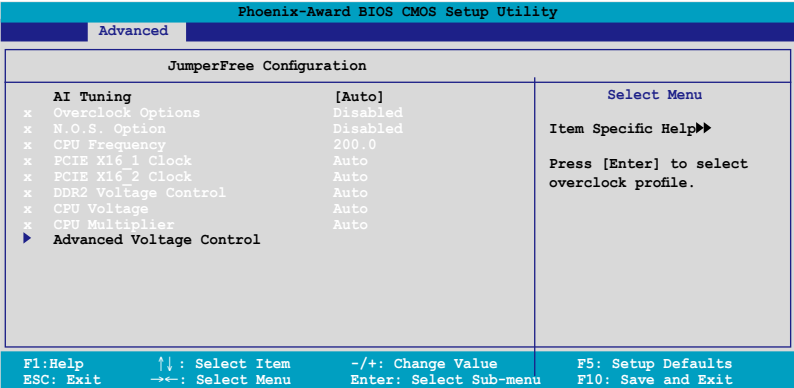 Phoenix-Award BIOS CMOS Setup Utility
Advanced
JumperFree Configuration
Select Menu
AI Tuning [Auto]
x Overclock Options Disabled
x N.O.S. Option Disabled
x CPU Frequency 200.0
x PCIE X16_1 Clock Auto
x PCIE X16_2 Clock Auto
x DDR2 Voltage Control Auto
x CPU Voltage Auto
x CPU Multiplier Auto
Advanced Voltage Control
Item Specific Help
Press [Enter] to select
overclock profile.
F1:Help ↑↓: Select Item -/+: Change Value F5: Setup Defaults
ESC: Exit →←: Select Menu Enter: Select Sub-menu F10: Save and Exit